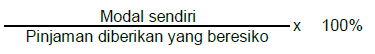 Modal sendiri
Pinjaman diberikan yang beresiko x 100%